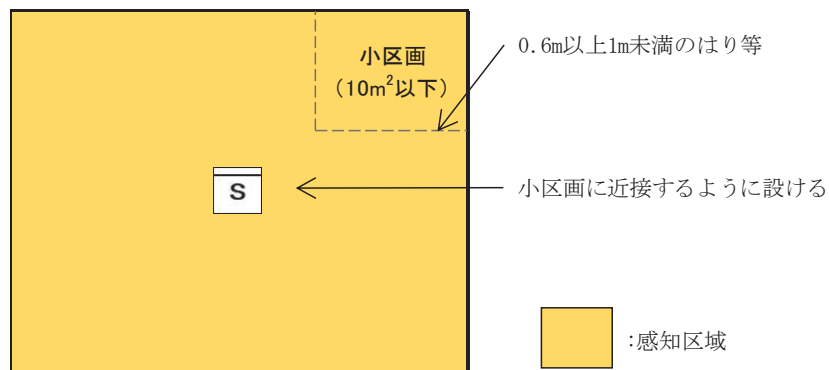 小区画
（10m²以下）
0.6m以上1m未満のはり等
S
小区画に近接するように設ける
:感知区域